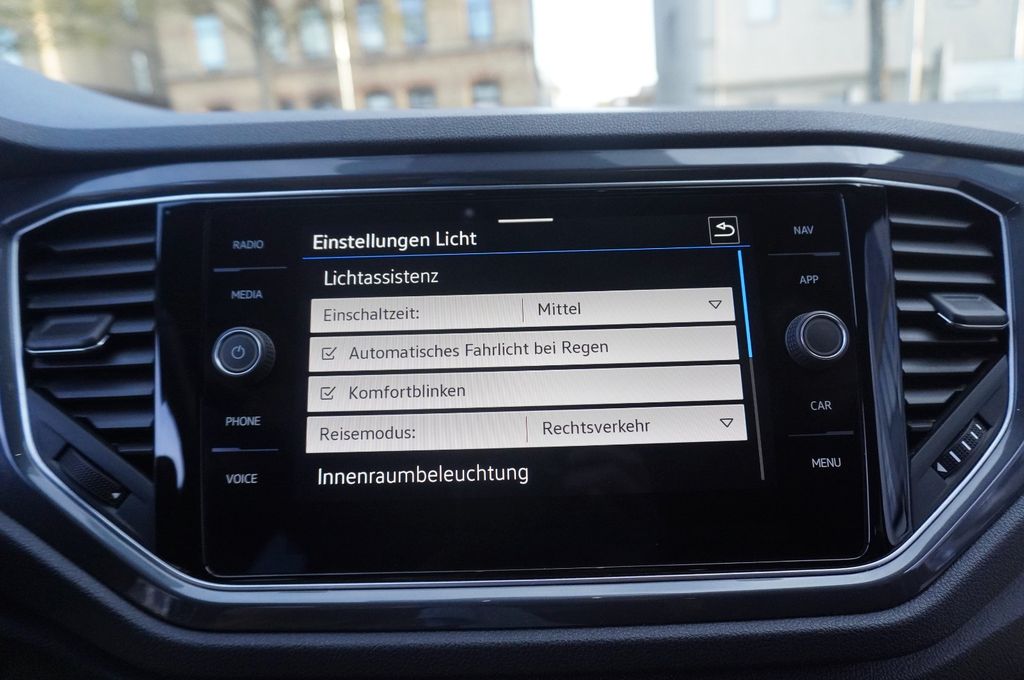 RADIO
MEDIA
PHONE
VOICE
Einstellungen Licht
Lichtassistenz
Einschaltzeit: Mittel
Automatisches Fahrlicht bei Regen
Komfortblinken
Reisemodus: Rechtsverkehr
Innenraumbeleuchtung
NAV
APP
CAR
MENU